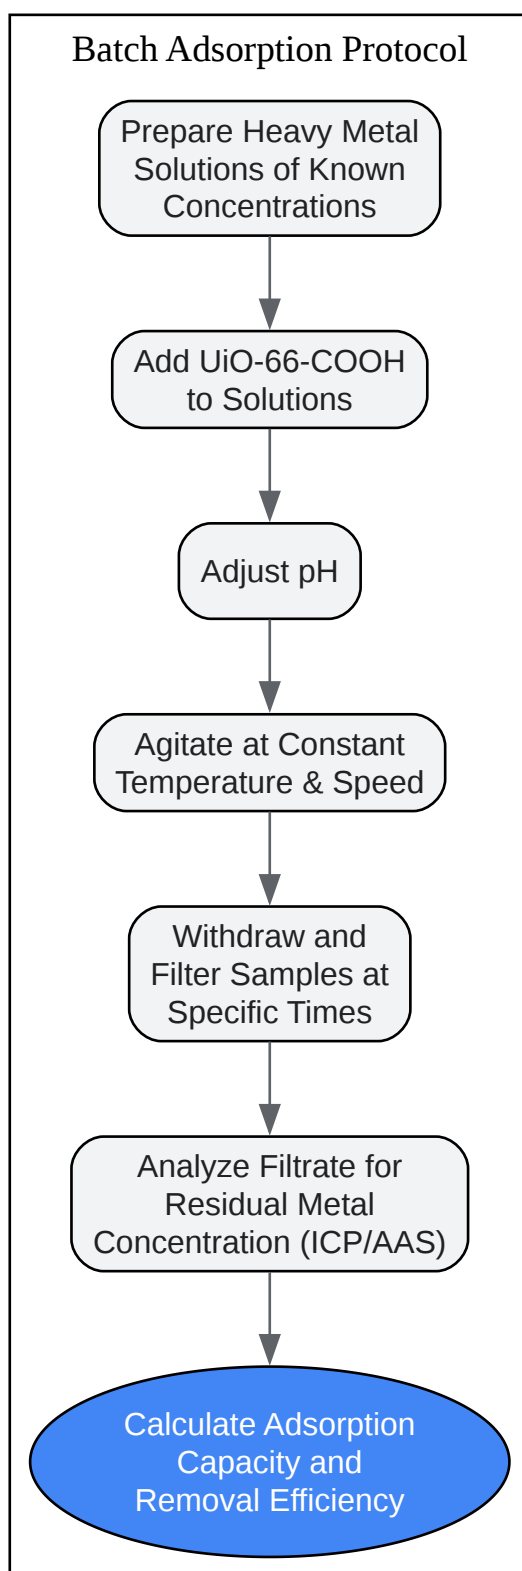 Batch Adsorption Protocol
Prepare Heavy Metal
Solutions of Known
Concentrations
Add UiO-66-COOH
to Solutions
Adjust pH
Agitate at Constant
Temperature & Speed
Withdraw and
Filter Samples at
Specific Times
Analyze Filtrate for
Residual Metal
Concentration (ICP/AAS)
Calculate Adsorption
Capacity and
Removal Efficiency